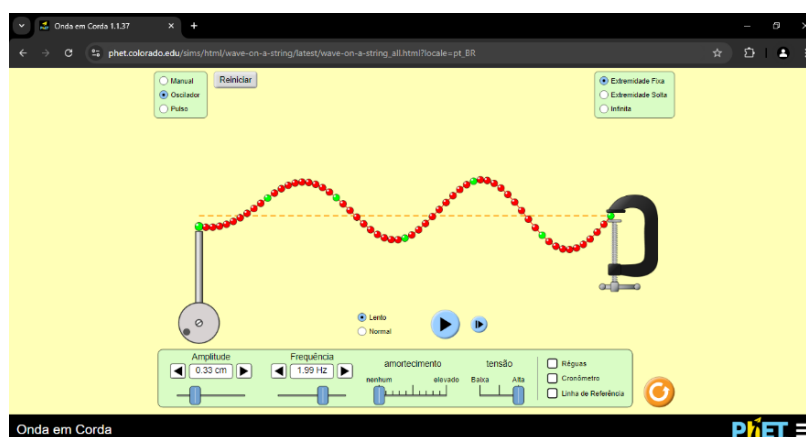 Onda em Corda 1.1.37
phet.colorado.edu/sims/html/wave-on-a-string/latest/wave-on-a-string_all.html?locale=pt_BR
Manual
Oscilador
Pulso
Reiniciar
Extremidade Fixa
Extremidade Solta
Infinita
Lento
Normal
Amplitude
0.33 cm
Frequência
1.99 Hz
amortecimento
nenhum elevado
tensão
Baixa Alta
Réguas
Cronômetro
Linha de Referência
Onda em Corda
PhET